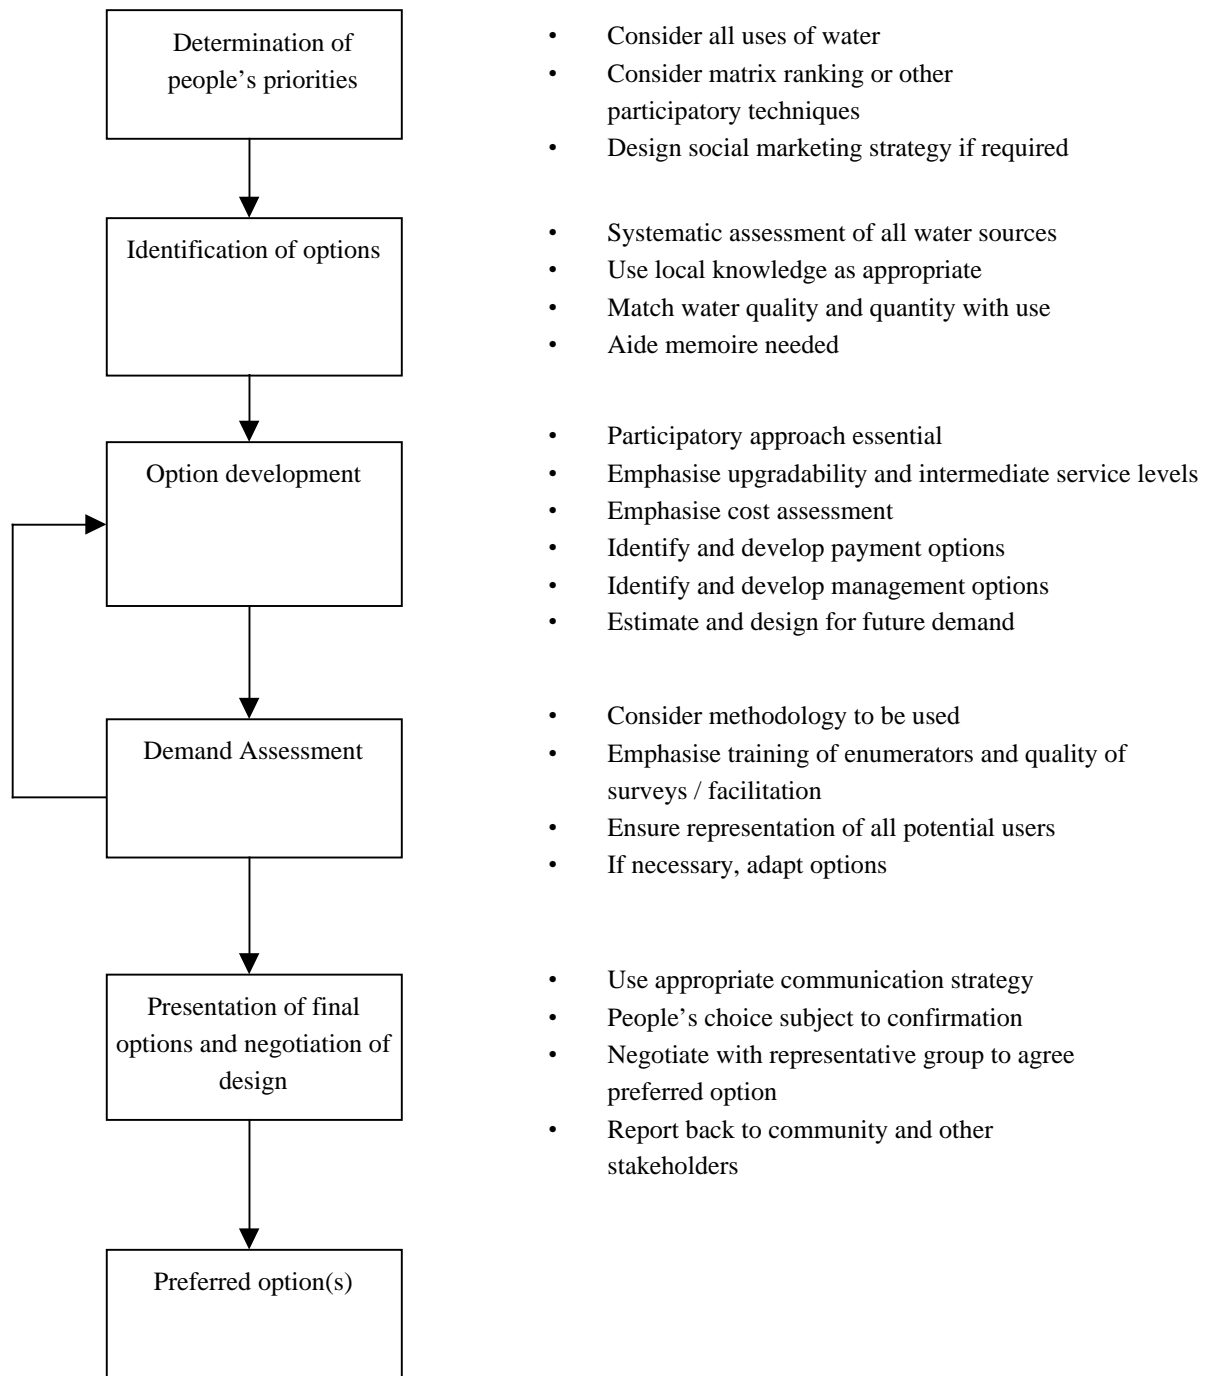 Determination of
people’s priorities
• Consider all uses of water
• Consider matrix ranking or other
participatory techniques
• Design social marketing strategy if required
Identification of options
• Systematic assessment of all water sources
• Use local knowledge as appropriate
• Match water quality and quantity with use
• Aide memoire needed
Option development
• Participatory approach essential
• Emphasise upgradability and intermediate service levels
• Emphasise cost assessment
• Identify and develop payment options
• Identify and develop management options
• Estimate and design for future demand
Demand Assessment
• Consider methodology to be used
• Emphasise training of enumerators and quality of
surveys / facilitation
• Ensure representation of all potential users
• If necessary, adapt options
Presentation of final
options and negotiation of
design
• Use appropriate communication strategy
• People’s choice subject to confirmation
• Negotiate with representative group to agree
preferred option
• Report back to community and other
stakeholders
Preferred option(s)